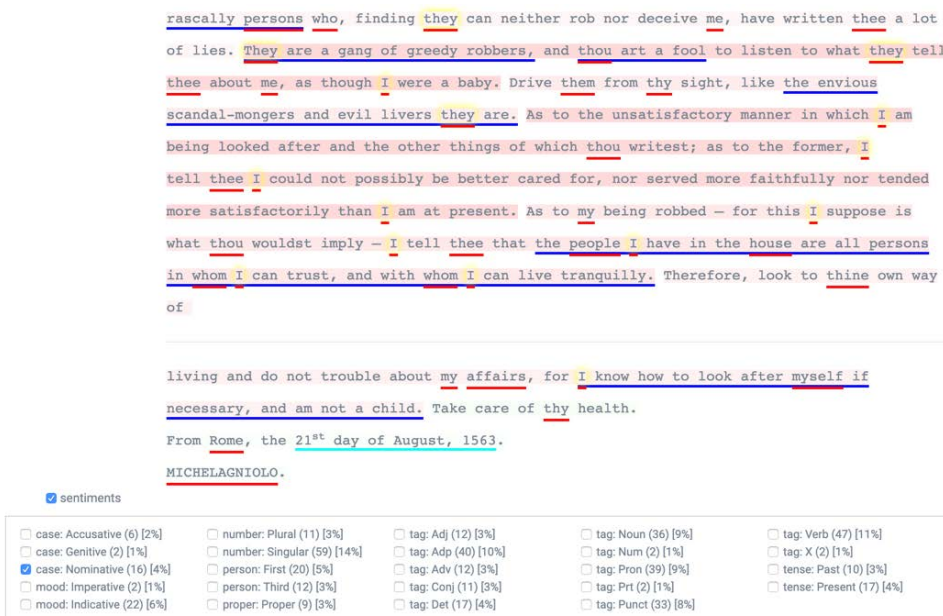 rascally persons who, finding they can neither rob nor deceive me, have written thee a lot
of lies. They are a gang of greedy robbers, and thou art a fool to listen to what they tell
thee about me, as though I were a baby. Drive them from thy sight, like the envious
scandal-mongers and evil livers they are. As to the unsatisfactory manner in which I am
being looked after and the other things of which thou writest; as to the former, I
tell thee I could not possibly be better cared for, nor served more faithfully nor tended
more satisfactorily than I am at present. As to my being robbed — for this I suppose is
what thou wouldst imply — I tell thee that the people I have in the house are all persons
in whom I can trust, and with whom I can live tranquilly. Therefore, look to thine own way
of
living and do not trouble about my affairs, for I know how to look after myself if
necessary, and am not a child. Take care of thy health.
From Rome, the 21st day of August, 1563.
MICHELAGNIOLO.
sentiments
case: Accusative (6) [2%] number: Plural (11) [3%] tag: Adj (12) [3%] tag: Noun (36) [9%] tag: Verb (47) [11%]
case: Genitive (2) [1%] number: Singular (59) [14%] tag: Adp (40) [10%] tag: Num (2) [1%] tag: X (2) [1%]
case: Nominative (16) [4%] person: First (20) [5%] tag: Adv (12) [3%] tag: Pron (39) [9%] tense: Past (10) [3%]
mood: Imperative (2) [1%] person: Third (12) [3%] tag: Conj (11) [3%] tag: Prt (2) [1%] tense: Present (17) [4%]
mood: Indicative (22) [6%] proper: Proper (9) [3%] tag: Det (17) [4%] tag: Punct (33) [8%]